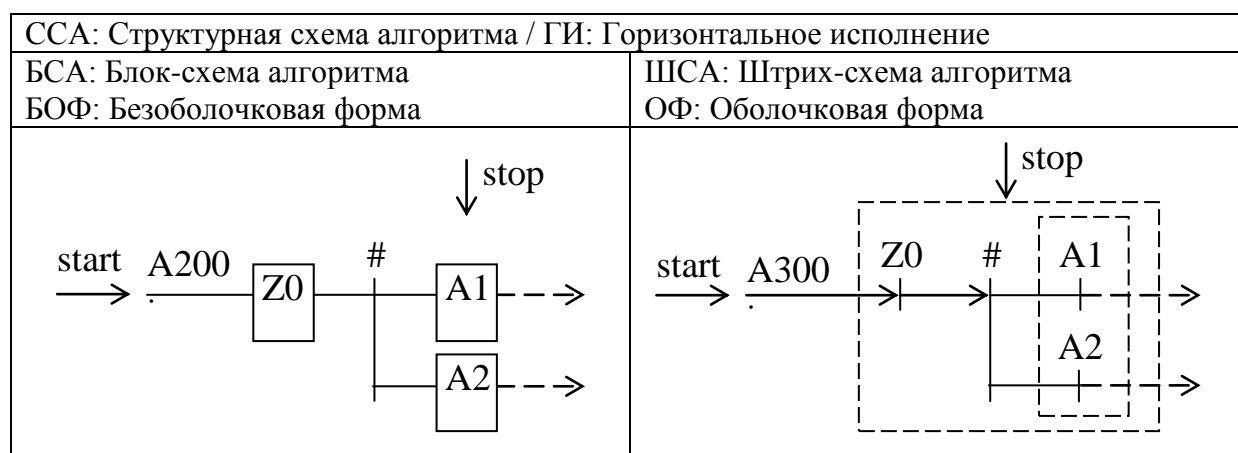 ССА: Структурная схема алгоритма / ГИ: Горизонтальное исполнение
БСА: Блок-схема алгоритма
БОФ: Безоболочковая форма
ШСА: Штрих-схема алгоритма
ОФ: Оболочковая форма
stop
start A200 Z0 # A1
A2
stop
start A300 Z0 # A1
A2